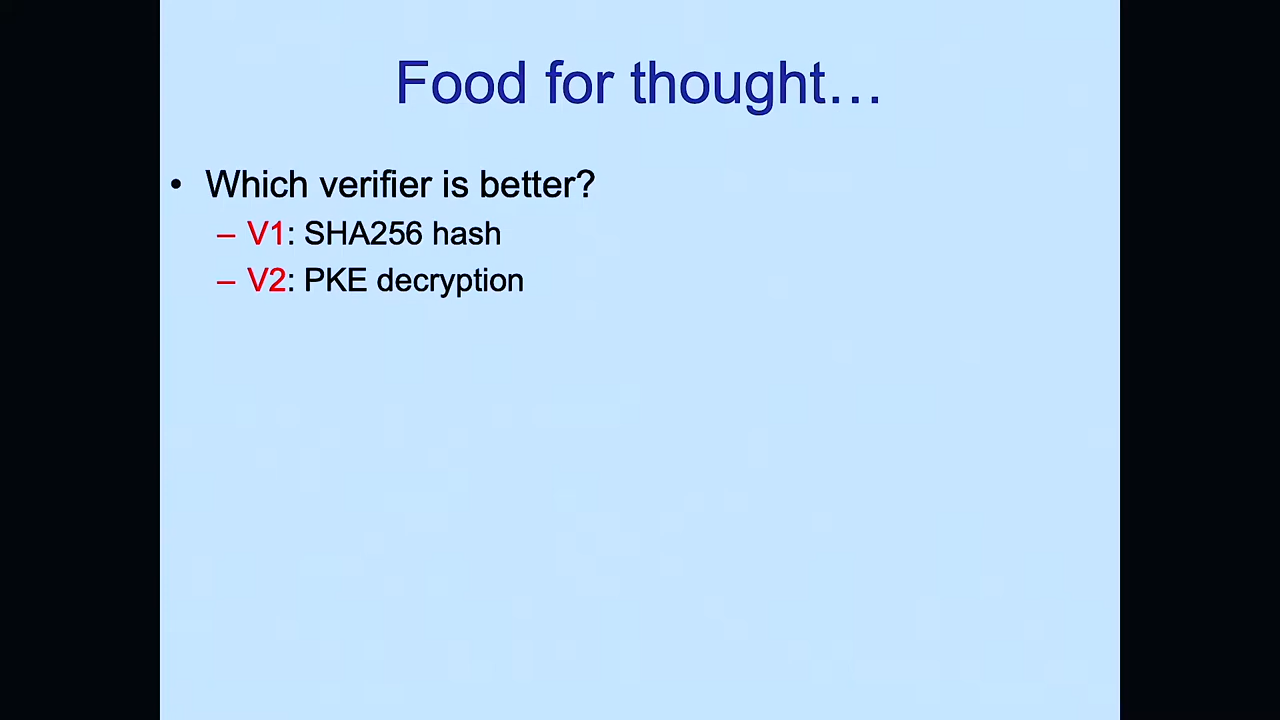 Food for thought…
• Which verifier is better?
– V1: SHA256 hash
– V2: PKE decryption